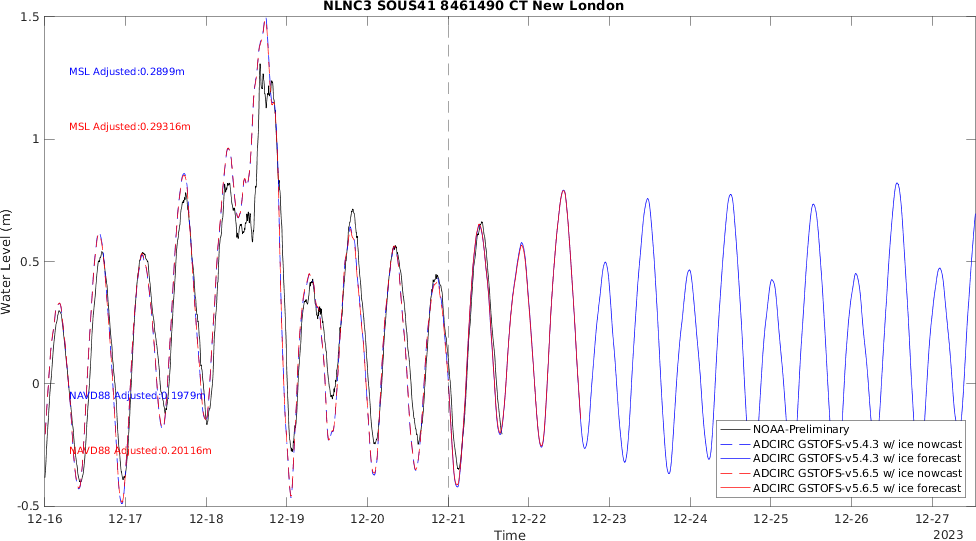 NLNC3 SOUS41 8461490 CT New London
1.5
MSL Adjusted:0.2899m
MSL Adjusted:0.29316m
1
Water Level (m)
0.5
0
NAVD88 Adjusted:0.1979m
NAVD88 Adjusted:0.20116m
-0.5
NOAA-Preliminary
ADCIRC GSTOFS-v5.4.3 w/ ice nowcast
ADCIRC GSTOFS-v5.4.3 w/ ice forecast
ADCIRC GSTOFS-v5.6.5 w/ ice nowcast
ADCIRC GSTOFS-v5.6.5 w/ ice forecast
12-16 12-17 12-18 12-19 12-20 12-21 12-22 12-23 12-24 12-25 12-26 12-27
Time
2023